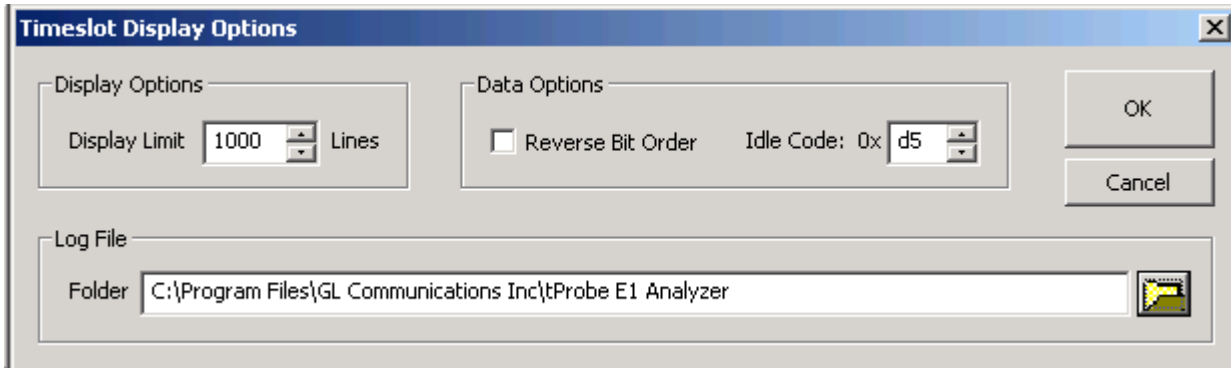 Timeslot Display Options
Display Options
Display Limit 1000 Lines
Data Options
Reverse Bit Order Idle Code: 0x d5
OK
Cancel
Log File
Folder C:\Program Files\GL Communications Inc\tProbe E1 Analyzer